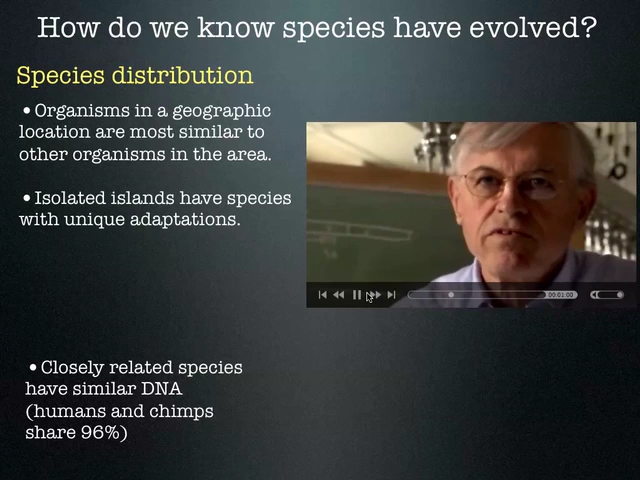 How do we know species have evolved?
Species distribution
•Organisms in a geographic
location are most similar to
other organisms in the area.
•Isolated islands have species
with unique adaptations.
00:01:00
•Closely related species
have similar DNA
(humans and chimps
share 96%)